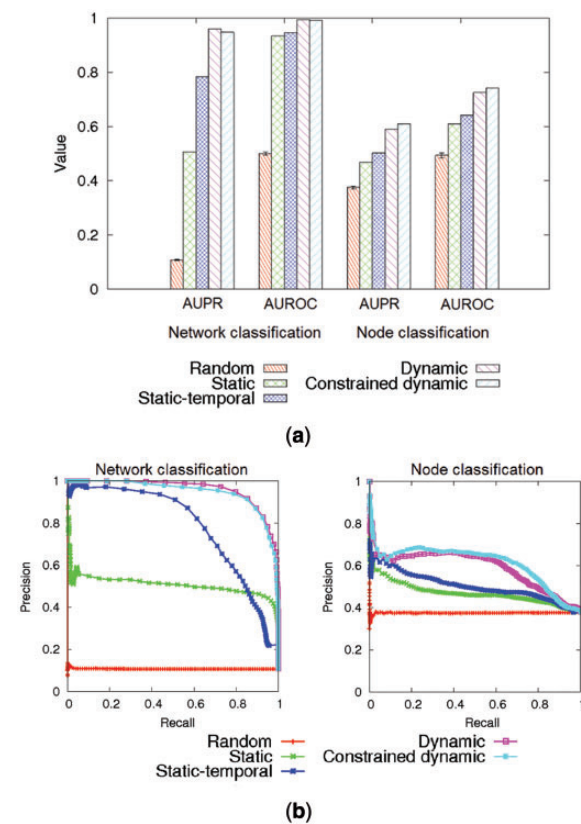 1
0.8
0.6
0.4
0.2
0
Value
AUPR AUROC AUPR AUROC
Network classification Node classification
Random
Static
Static-temporal
Dynamic
Constrained dynamic
(a)
Network classification
1
0.8
0.6
0.4
0.2
0
Precision
0 0.2 0.4 0.6 0.8 1
Recall
Node classification
1
0.8
0.6
0.4
0.2
0
Precision
0 0.2 0.4 0.6 0.8 1
Recall
Random
Static
Static-temporal
Dynamic
Constrained dynamic
(b)